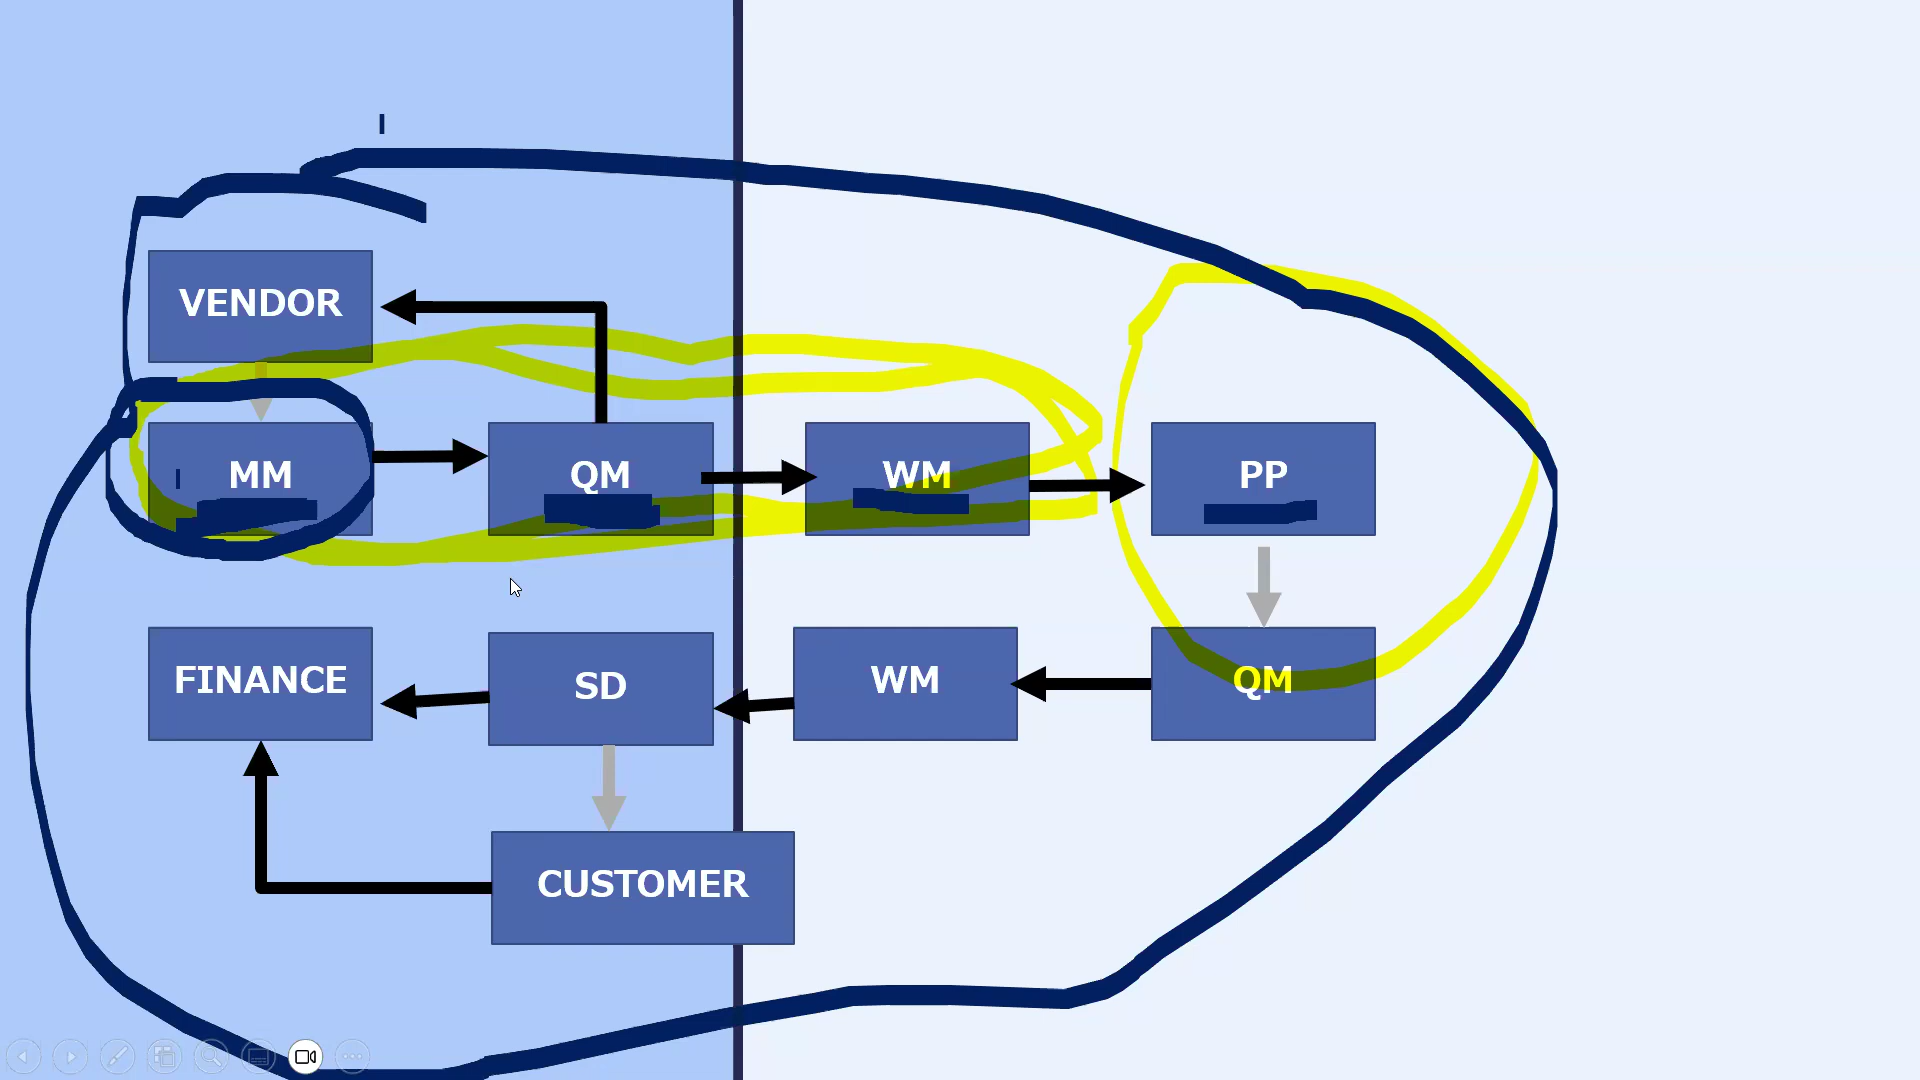 VENDOR
MM
QM
WM
PP
FINANCE
SD
WM
QM
CUSTOMER